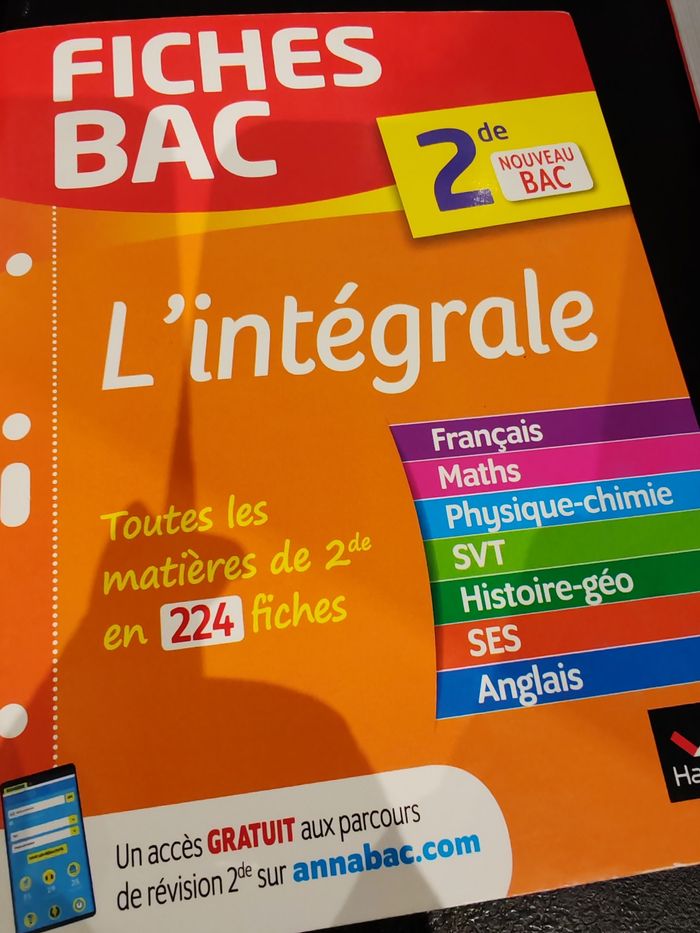 FICHES
BAC
2de
NOUVEAU
BAC
L'intégrale
Français
Maths
Physique-chimie
SVT
Histoire-géo
SES
Anglais
Toutes les
matières de 2de
en 224 fiches
Un accès GRATUIT aux parcours
de révision 2de sur annabac.com